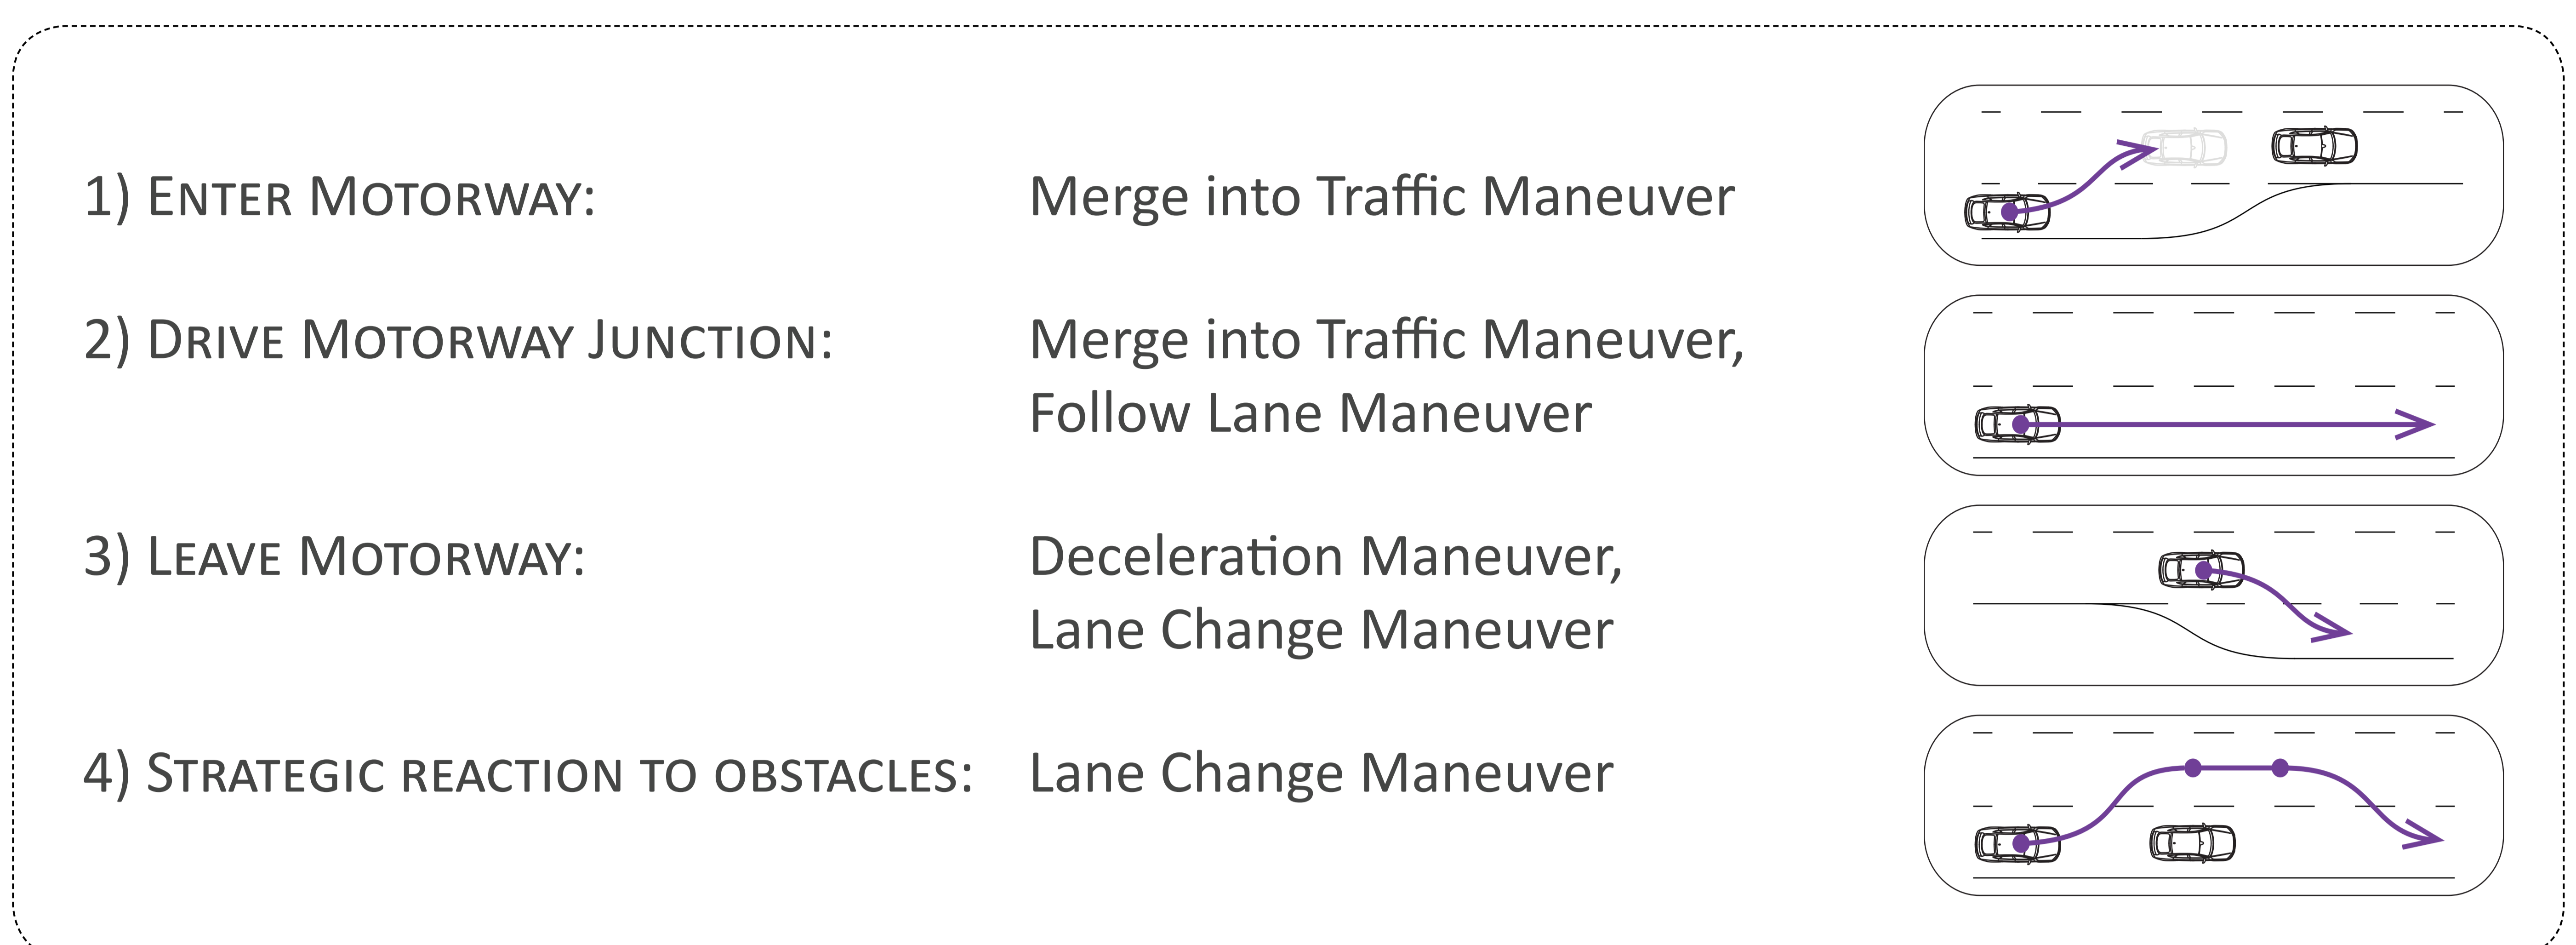 1) Enter Motorway: Merge into Traffic Maneuver
2) Drive Motorway Junction: Merge into Traffic Maneuver,
Follow Lane Maneuver
3) Leave Motorway: Deceleration Maneuver,
Lane Change Maneuver
4) Strategic reaction to obstacles: Lane Change Maneuver